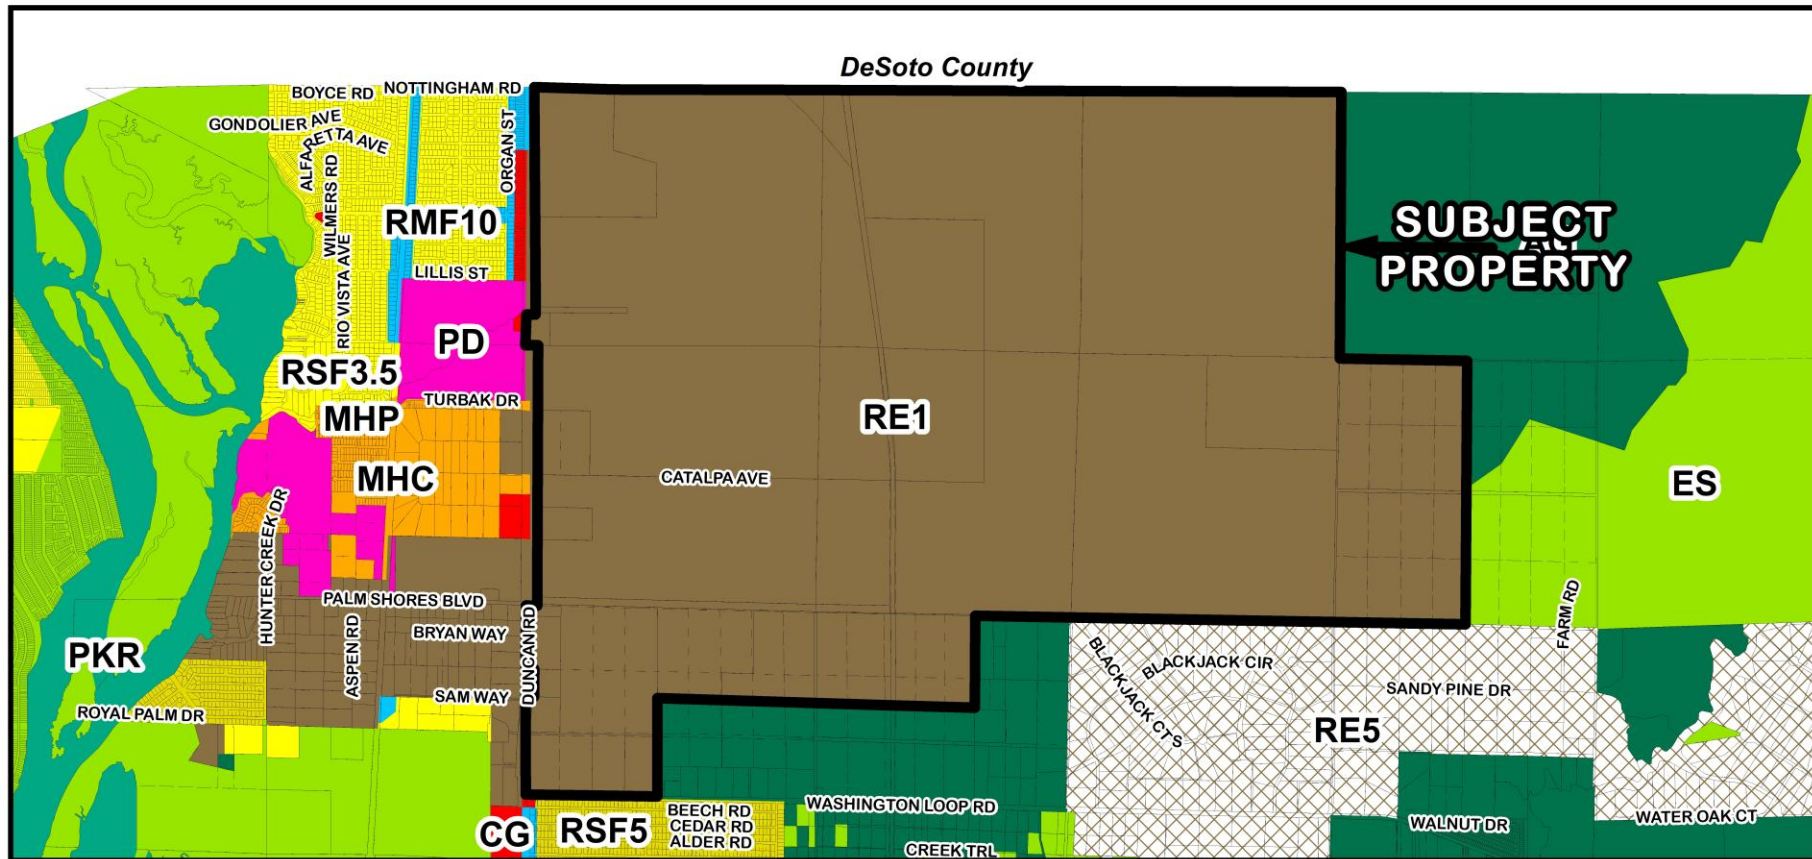 DeSoto County
BOYCE RD
NOTTINGHAM RD
GONDOLIER AVE
ALFARETTA AVE
ORGAN ST
WILMERS RD
RMF10
SUBJECT
PROPERTY
AG
RIO VISTA AVE
LILLIS ST
PD
RSF3.5
TURBAK DR
MHP
RE1
MHC
CATALPA AVE
ES
HUNTER CREEK DR
PALM SHORES BLVD
FARM RD
BRYAN WAY
DUNCAN RD
ASPEN RD
PKR
BLACKJACK CIR
BLACKJACK CTS
SANDY PINE DR
SAM WAY
ROYAL PALM DR
RE5
WASHINGTON LOOP RD
BEECH RD
CEDAR RD
ALDER RD
CG
RSF5
WALNUT DR
WATER OAK CT
CREEK TRL